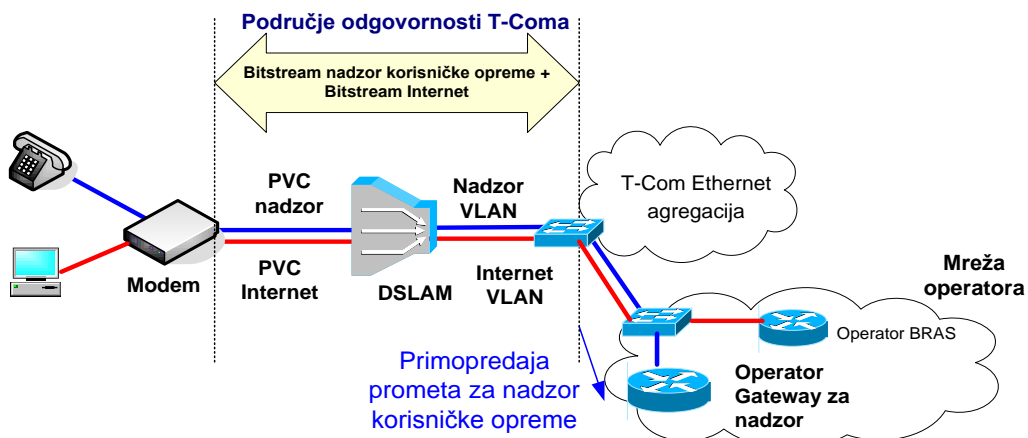 Područje odgovornosti T-Coma
Bitstream nadzor korisničke opreme +
Bitstream Internet
PVC
nadzor
Nadzor
VLAN
T-Com Ethernet
agregacija
Modem
PVC
Internet
DSLAM
Internet
VLAN
Mreža
operatora
Operator BRAS
Primopredaja
prometa za nadzor
korisničke opreme
Operator
Gateway za
nadzor